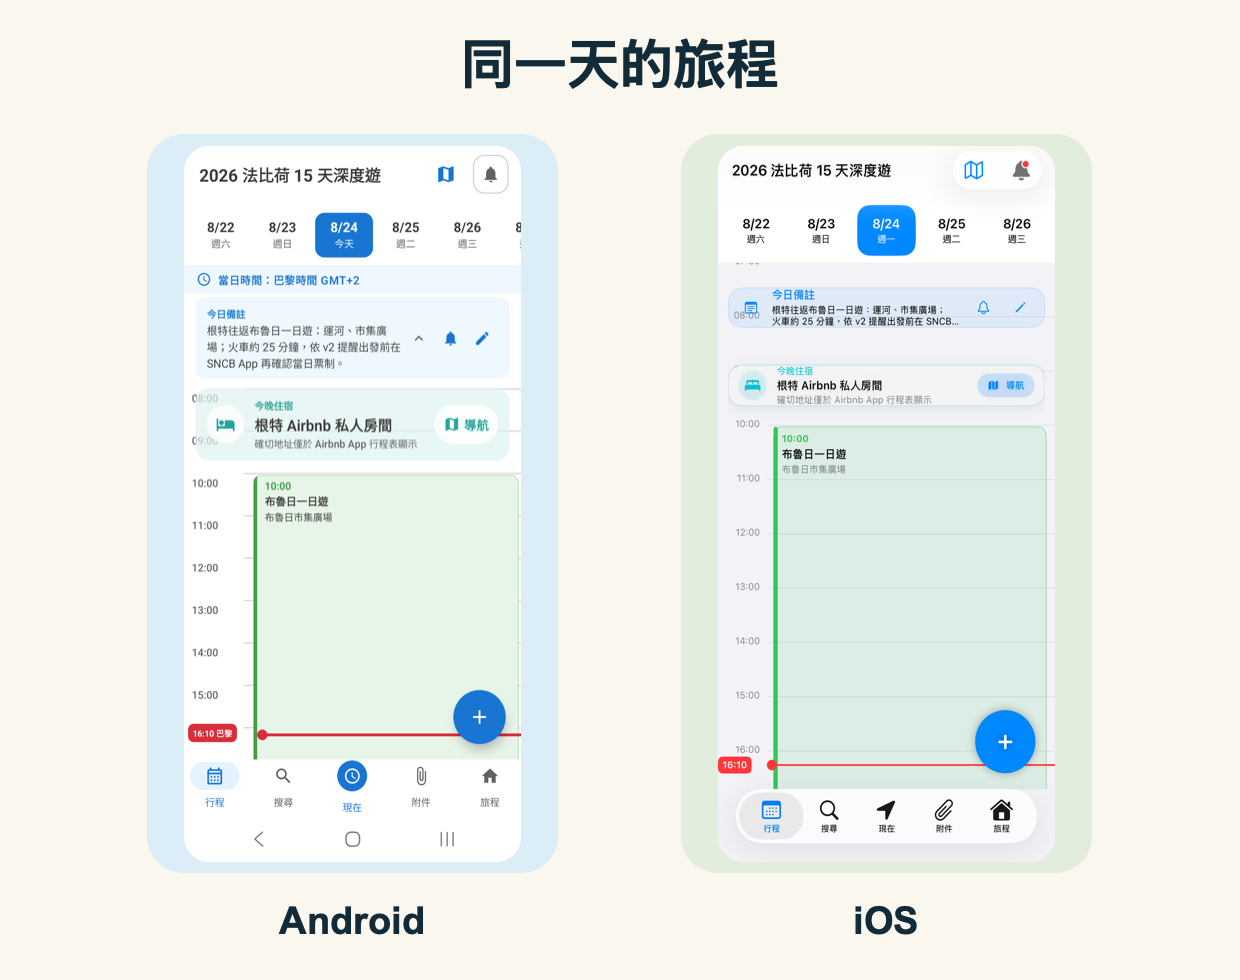 同一天的旅程
2026 法比荷 15 天深度遊
8/22 8/23 8/24 8/25 8/26
週六 週日 今天 週二 週三
當日時間：巴黎時間 GMT+2
今日備註
根特往返布魯日一日遊：運河、市集廣
場；火車約 25 分鐘，依 v2 提醒出發前在
SNCB App 再確認當日票制。
08:00
今晚住宿
根特 Airbnb 私人房間
導航
09:00
確切地址僅於 Airbnb App 行程表顯示
10:00
10:00
布魯日一日遊
布魯日市集廣場
11:00
12:00
13:00
14:00
15:00
+
16:10 巴黎
行程 搜尋 現在 附件 旅程
Android
2026 法比荷 15 天深度遊
8/22 8/23 8/24 8/25 8/26
週六 週日 週一 週二 週三
今日備註
根特往返布魯日一日遊：運河、市集廣場；
08:00
火車約 25 分鐘，依 v2 提醒出發前在 SNCB...
今晚住宿
根特 Airbnb 私人房間
導航
確切地址僅於 Airbnb App 行程表顯示
10:00
10:00
布魯日一日遊
布魯日市集廣場
11:00
12:00
13:00
14:00
15:00
16:00
+
16:10
行程 搜尋 現在 附件 旅程
iOS